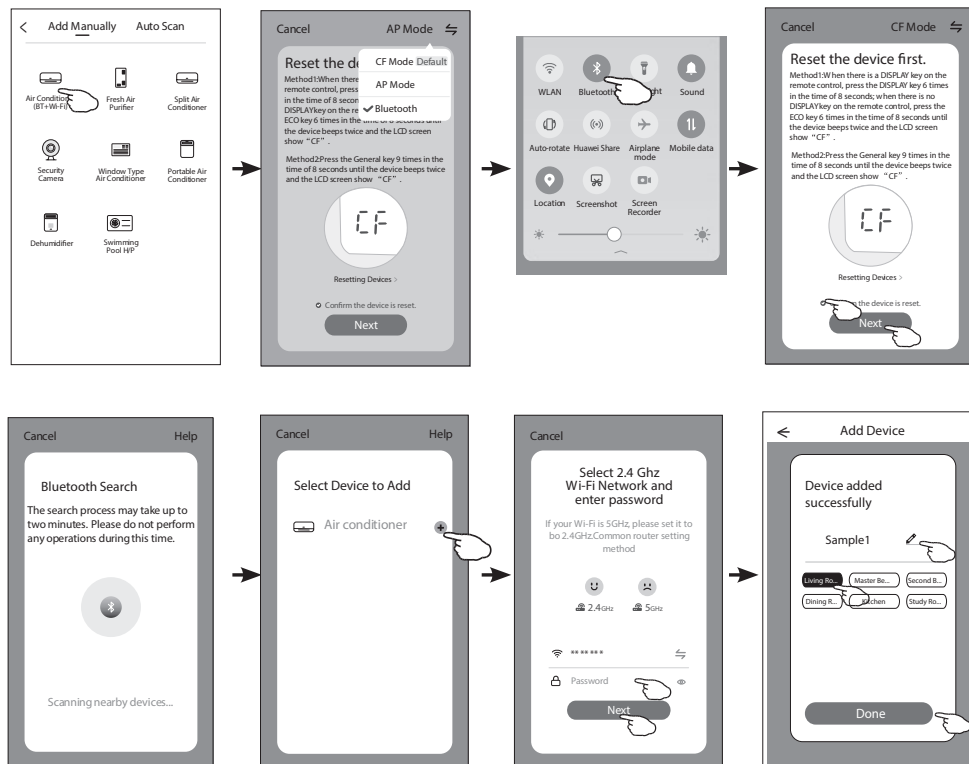 Add Manually Auto Scan
Air Condition
(BT+Wi-Fi)
Fresh Air
Purifier
Split Air
Conditioner
Security
Camera
Window Type
Air Conditioner
Portable Air
Conditioner
Dehumidifier
Swimming
Pool H/P
Cancel AP Mode
Reset the de
CF Mode Default
AP Mode
Bluetooth
Method1:When there
remote control, press
in the time of 8 secon
DISPLAYkey on the re
ECO key 6 times in the time of 8 seconds until
the device beeps twice and the LCD screen
show “CF” .
Method2:Press the General key 9 times in the
time of 8 seconds until the device beeps twice
and the LCD screen show “CF” .
CF
Resetting Devices >
Confirm the device is reset.
Next
WLAN Bluetooth ght Sound
Auto-rotate Huawei Share Airplane
mode Mobile data
Location Screenshot Screen
Recorder
Cancel CF Mode
Reset the device first.
Method1:When there is a DISPLAY key on the
remote control, press the DISPLAY key 6 times
in the time of 8 seconds; when there is no
DISPLAYkey on the remote control, press the
ECO key 6 times in the time of 8 seconds until
the device beeps twice and the LCD screen
show “CF” .
Method2:Press the General key 9 times in the
time of 8 seconds until the device beeps twice
and the LCD screen show “CF” .
CF
Resetting Devices >
the device is reset.
Next
Cancel Help
Bluetooth Search
The search process may take up to
two minutes. Please do not perform
any operations during this time.
Scanning nearby devices...
Cancel Help
Select Device to Add
Air conditioner
Cancel
Select 2.4 Ghz
Wi-Fi Network and
enter password
If your Wi-Fi is 5GHz, please set it to
bo 2.4GHz.Common router setting
method
2.4GHz 5GHz
*******
Password
Next
Add Device
Device added
successfully
Sample1
Living Ro... Master Be... Second B...
Dining R... Kitchen Study Ro...
Done